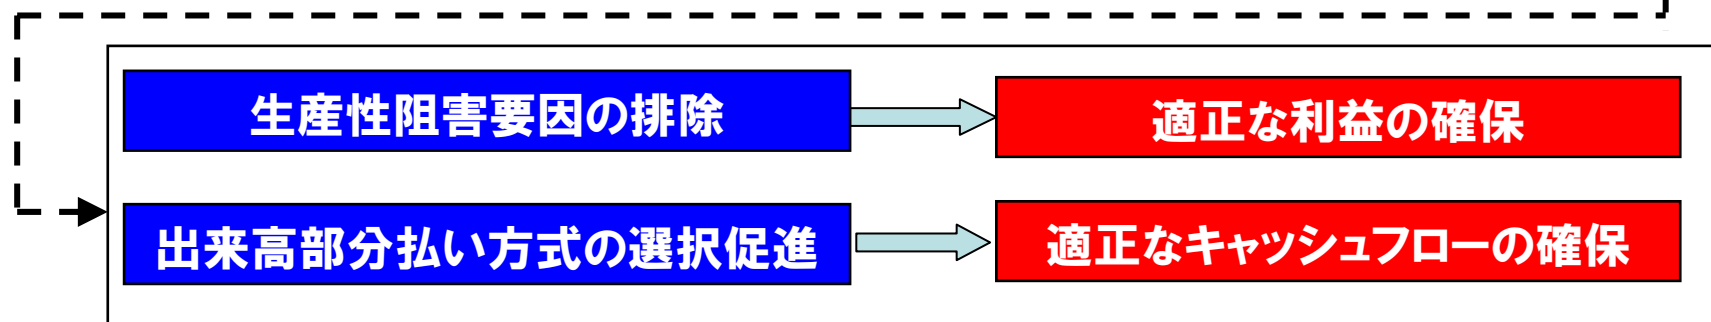 生産性阻害要因の排除
適正な利益の確保
出来高部分払い方式の選択促進
適正なキャッシュフローの確保